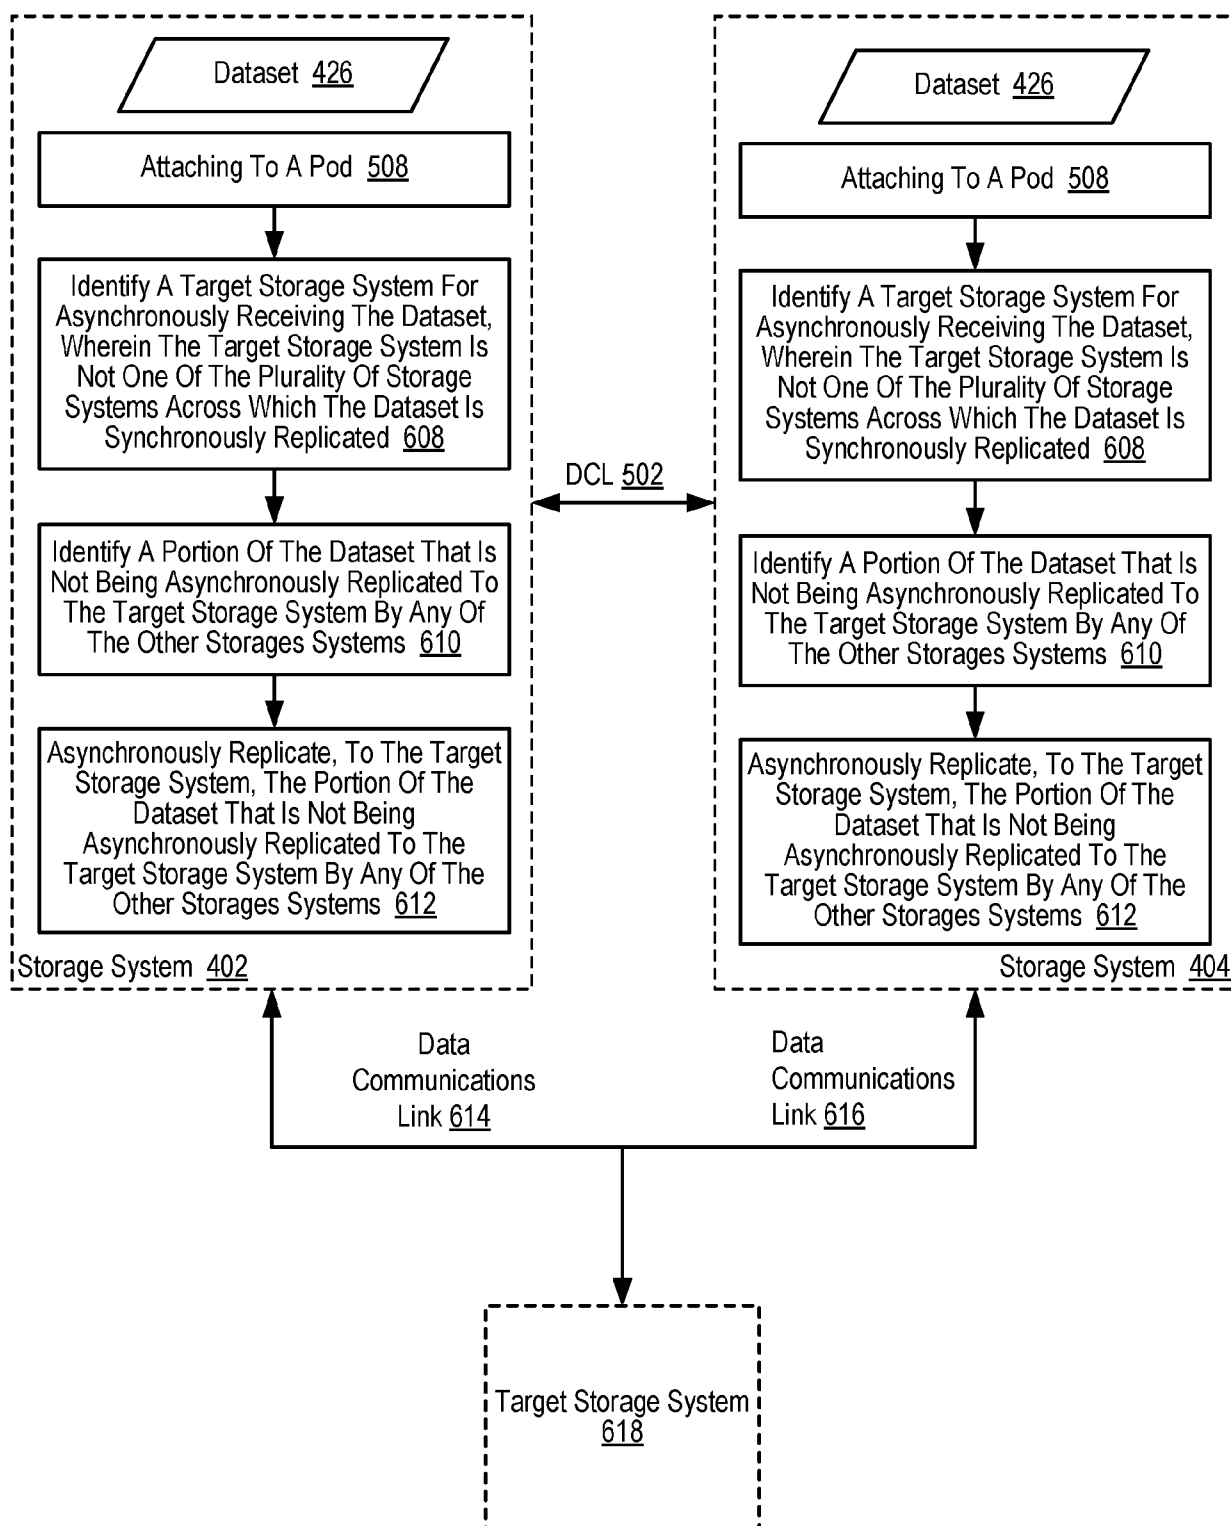 Dataset 426
Attaching To A Pod 508
Identify A Target Storage System For
Asynchronously Receiving The Dataset,
Wherein The Target Storage System Is
Not One Of The Plurality Of Storage
Systems Across Which The Dataset Is
Synchronously Replicated 608
Identify A Portion Of The Dataset That Is
Not Being Asynchronously Replicated To
The Target Storage System By Any Of
The Other Storages Systems 610
Asynchronously Replicate, To The Target
Storage System, The Portion Of The
Dataset That Is Not Being
Asynchronously Replicated To The
Target Storage System By Any Of The
Other Storages Systems 612
Storage System 402
DCL 502
Dataset 426
Attaching To A Pod 508
Identify A Target Storage System For
Asynchronously Receiving The Dataset,
Wherein The Target Storage System Is
Not One Of The Plurality Of Storage
Systems Across Which The Dataset Is
Synchronously Replicated 608
Identify A Portion Of The Dataset That Is
Not Being Asynchronously Replicated To
The Target Storage System By Any Of
The Other Storages Systems 610
Asynchronously Replicate, To The Target
Storage System, The Portion Of The
Dataset That Is Not Being
Asynchronously Replicated To The
Target Storage System By Any Of The
Other Storages Systems 612
Storage System 404
Data
Communications
Link 614
Data
Communications
Link 616
Target Storage System
618